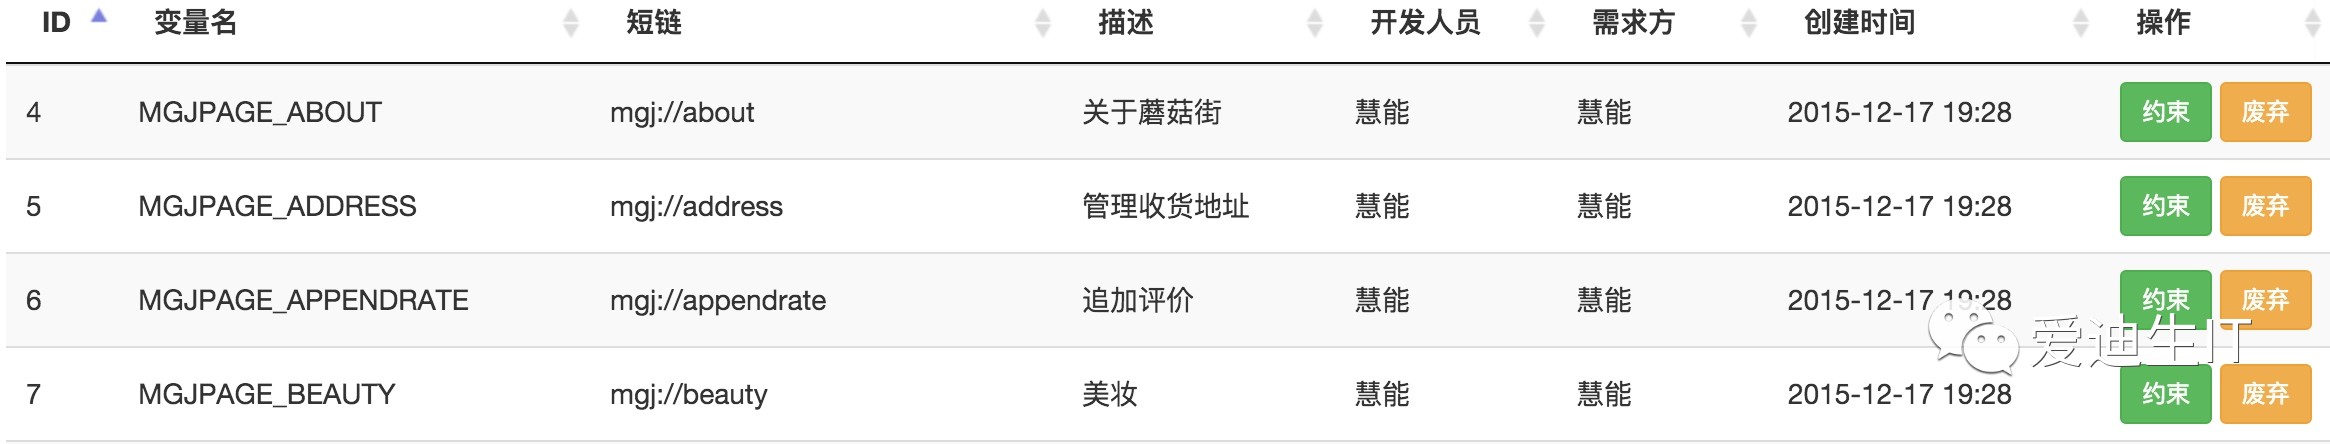 ID 变量名 短链 描述 开发人员 需求方 创建时间 操作
4 MGJPAGE_ABOUT mgj://about 关于蘑菇街 慧能 慧能 2015-12-17 19:28 约束 废弃
5 MGJPAGE_ADDRESS mgj://address 管理收货地址 慧能 慧能 2015-12-17 19:28 约束 废弃
6 MGJPAGE_APPENDRATE mgj://appendrate 追加评价 慧能 慧能 2015-12-17 19:28 约束 废弃
爱迪生IT
7 MGJPAGE_BEAUTY mgj://beauty 美妆 慧能 慧能 2015-12-17 19:28 约束 废弃